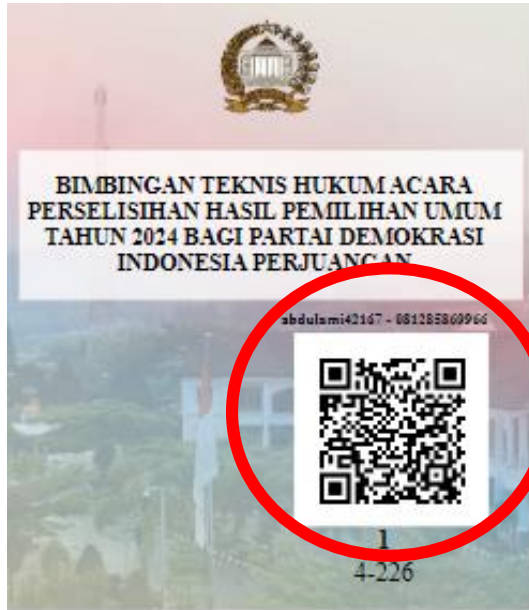 BIMBINGAN TEKNIS HUKUM ACARA
PERSELISIHAN HASIL PEMILIHAN UMUM
TAHUN 2024 BAGI PARTAI DEMOKRASI
INDONESIA PERJUANGAN
abdulami42167 - 081285869966
1
4-226